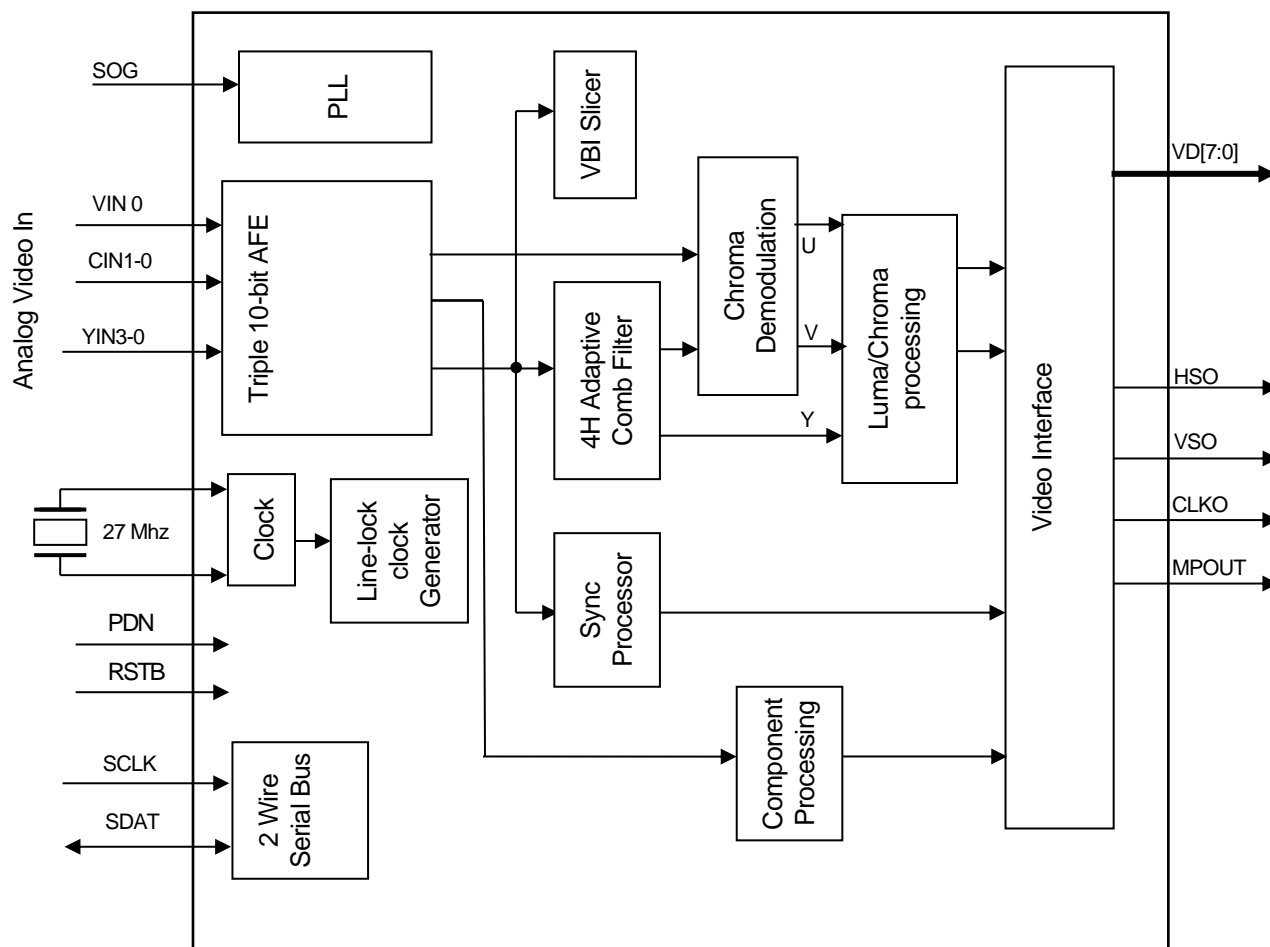 SOG
PLL
VBI Slicer
VD[7:0]
Analog Video In
VIN 0
CIN1-0
YIN3-0
Triple 10-bit AFE
Chroma
Demodulation
U
V
Y
Luma/Chroma
processing
4H Adaptive
Comb Filter
Video Interface
HSO
VSO
CLKO
MPOUT
27 Mhz
Clock
Line-lock
clock
Generator
Sync
Processor
PDN
RSTB
Component
Processing
SCLK
SDAT
2 Wire
Serial Bus